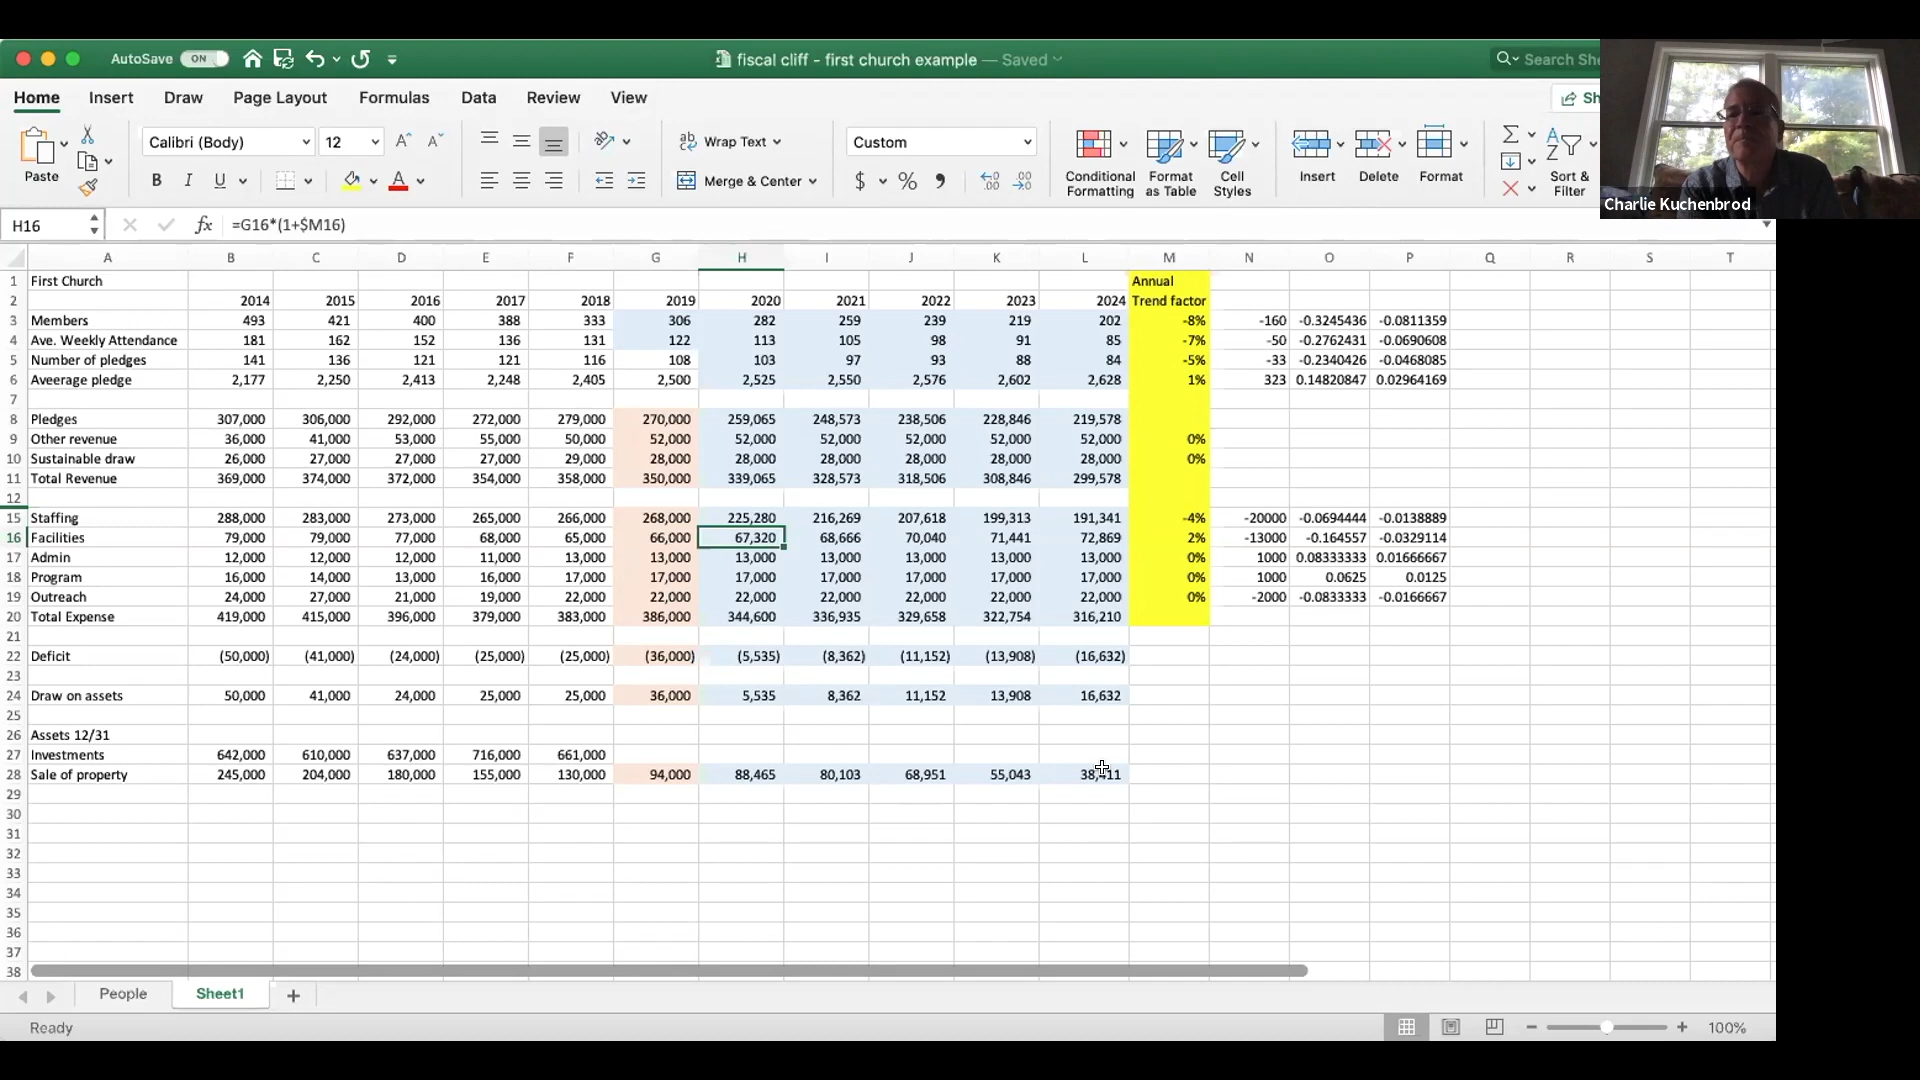 AutoSave ON fiscal cliff - first church example — Saved Search She
Home Insert Draw Page Layout Formulas Data Review View Sh
Paste Calibri (Body) 12 Wrap Text Custom
B I U Merge & Center $ % Conditional Formatting Format as Table Cell Styles Insert Delete Format Sort & Filter
Charlie Kuchenbrod
H16 fx =G16*(1+$M16)
A B C D E F G H I J K L M N O P Q R S T
1 First Church Annual
2 2014 2015 2016 2017 2018 2019 2020 2021 2022 2023 2024 Trend factor
3 Members 493 421 400 388 333 306 282 259 239 219 202 -8% -160 -0.3245436 -0.0811359
4 Ave. Weekly Attendance 181 162 152 136 131 122 113 105 98 91 85 -7% -50 -0.2762431 -0.0690608
5 Number of pledges 141 136 121 121 116 108 103 97 93 88 84 -5% -33 -0.2340426 -0.0468085
6 Aveerage pledge 2,177 2,250 2,413 2,248 2,405 2,500 2,525 2,550 2,576 2,602 2,628 1% 323 0.14820847 0.02964169
7
8 Pledges 307,000 306,000 292,000 272,000 279,000 270,000 259,065 248,573 238,506 228,846 219,578
9 Other revenue 36,000 41,000 53,000 55,000 50,000 52,000 52,000 52,000 52,000 52,000 52,000 0%
10 Sustainable draw 26,000 27,000 27,000 27,000 29,000 28,000 28,000 28,000 28,000 28,000 28,000 0%
11 Total Revenue 369,000 374,000 372,000 354,000 358,000 350,000 339,065 328,573 318,506 308,846 299,578
12
15 Staffing 288,000 283,000 273,000 265,000 266,000 268,000 225,280 216,269 207,618 199,313 191,341 -4% -20000 -0.0694444 -0.0138889
16 Facilities 79,000 79,000 77,000 68,000 65,000 66,000 67,320 68,666 70,040 71,441 72,869 2% -13000 -0.164557 -0.0329114
17 Admin 12,000 12,000 12,000 11,000 13,000 13,000 13,000 13,000 13,000 13,000 13,000 0% 1000 0.08333333 0.01666667
18 Program 16,000 14,000 13,000 16,000 17,000 17,000 17,000 17,000 17,000 17,000 17,000 0% 1000 0.0625 0.0125
19 Outreach 24,000 27,000 21,000 19,000 22,000 22,000 22,000 22,000 22,000 22,000 22,000 0% -2000 -0.0833333 -0.0166667
20 Total Expense 419,000 415,000 396,000 379,000 383,000 386,000 344,600 336,935 329,658 322,754 316,210
21
22 Deficit (50,000) (41,000) (24,000) (25,000) (25,000) (36,000) (5,535) (8,362) (11,152) (13,908) (16,632)
23
24 Draw on assets 50,000 41,000 24,000 25,000 25,000 36,000 5,535 8,362 11,152 13,908 16,632
25
26 Assets 12/31
27 Investments 642,000 610,000 637,000 716,000 661,000
28 Sale of property 245,000 204,000 180,000 155,000 130,000 94,000 88,465 80,103 68,951 55,043
29
30
31
32
33
34
35
36
37
38
People Sheet1
Ready 100%